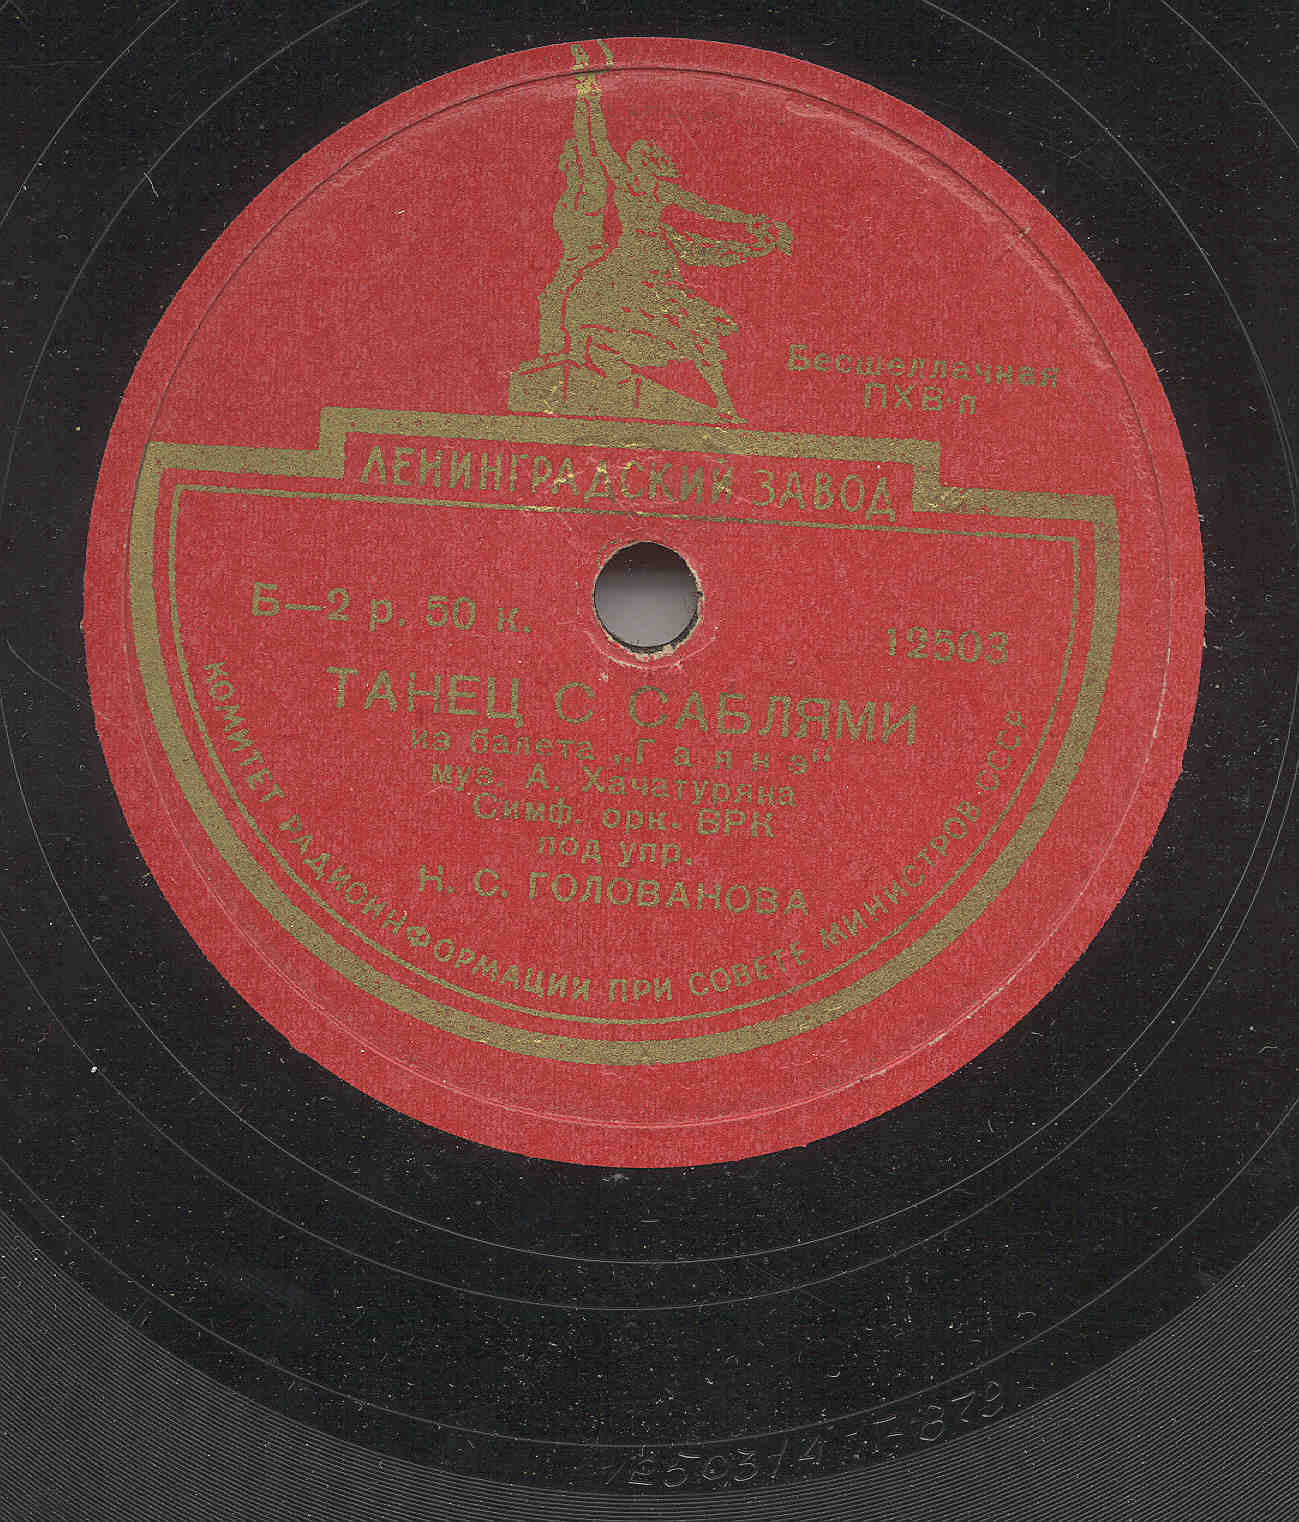 Бесшеллачная
ПХВ-п
ЛЕНИНГРАДСКИЙ ЗАВОД
Б—2 р. 50 к.
12503
ТАНЕЦ С САБЛЯМИ
из балета „Гаянэ“
муз. А. Хачатуряна
Симф. орк. ВРК
под упр.
Н. С. ГОЛОВАНОВА
КОМИТЕТ РАДИОИНФОРМАЦИИ ПРИ СОВЕТЕ МИНИСТРОВ СССР